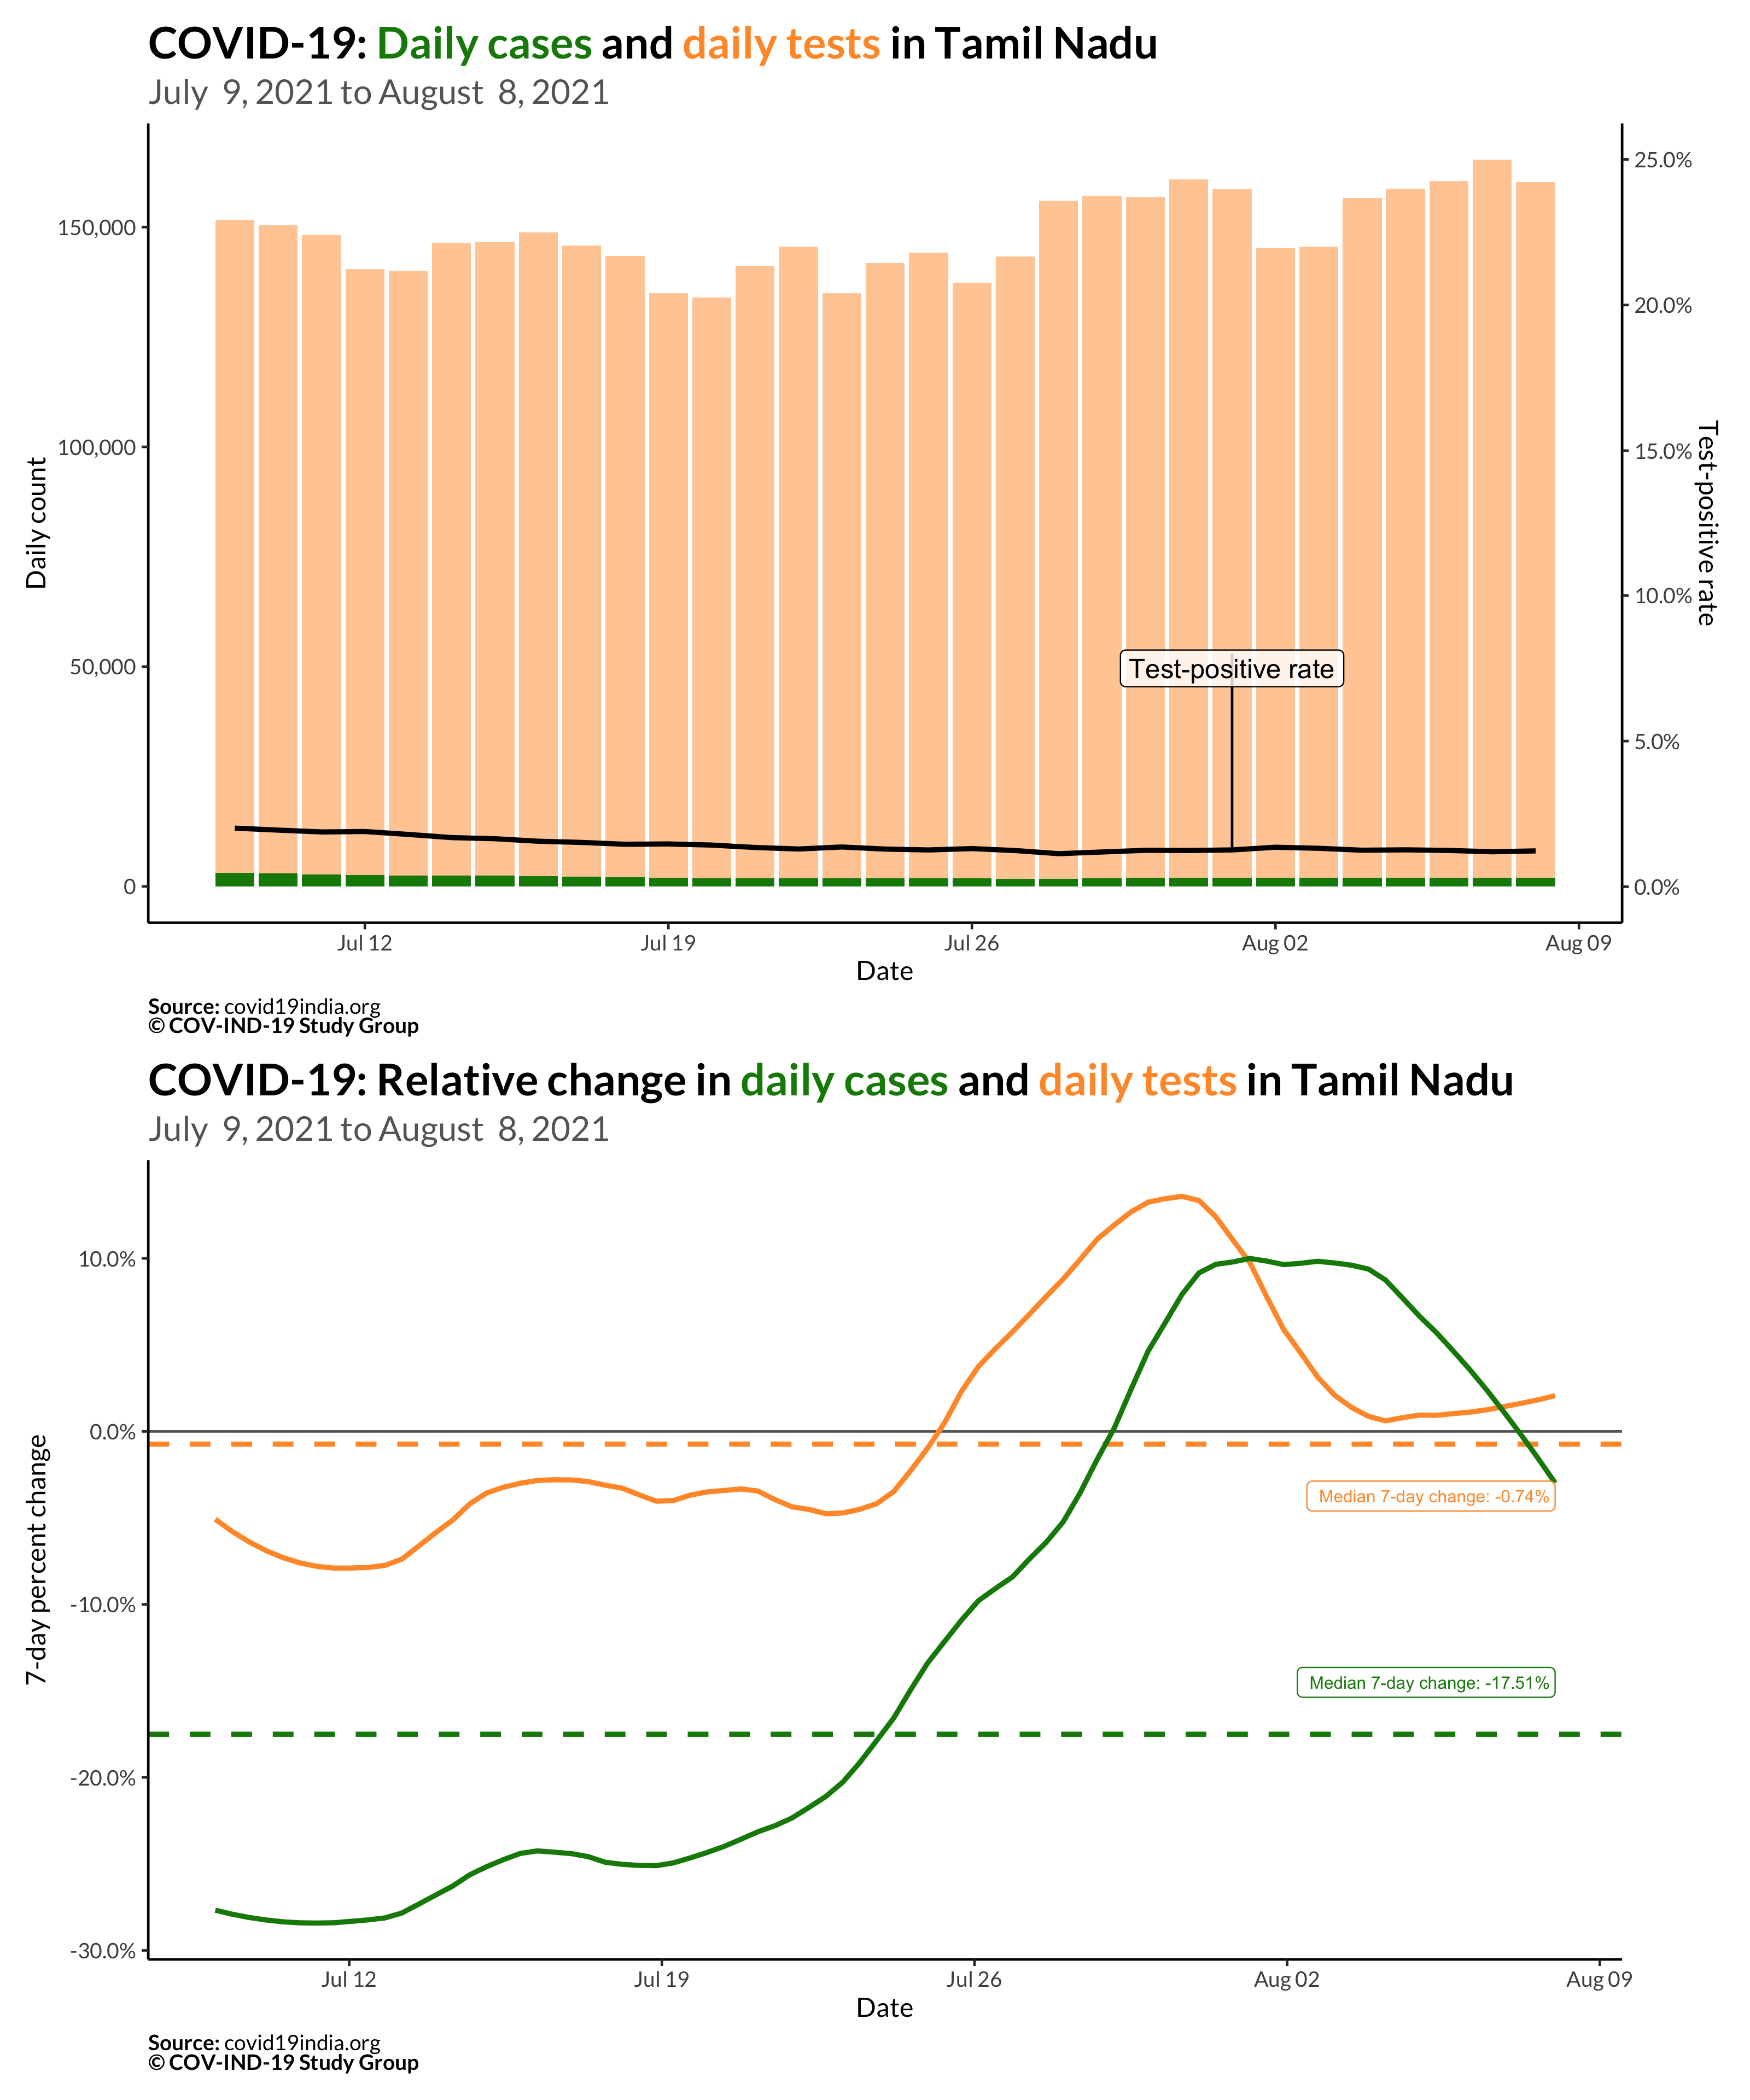 COVID-19: Daily cases and daily tests in Tamil Nadu
July  9, 2021 to August  8, 2021
Daily count
150,000
100,000
50,000
0
25.0%
20.0%
15.0%
10.0%
5.0%
0.0%
Test-positive rate
Test-positive rate
Jul 12
Jul 19
Jul 26
Aug 02
Aug 09
Date
Source: covid19india.org
© COV-IND-19 Study Group
COVID-19: Relative change in daily cases and daily tests in Tamil Nadu
July  9, 2021 to August  8, 2021
7-day percent change
10.0%
0.0%
-10.0%
-20.0%
-30.0%
Median 7-day change: -0.74%
Median 7-day change: -17.51%
Jul 12
Jul 19
Jul 26
Aug 02
Aug 09
Date
Source: covid19india.org
© COV-IND-19 Study Group